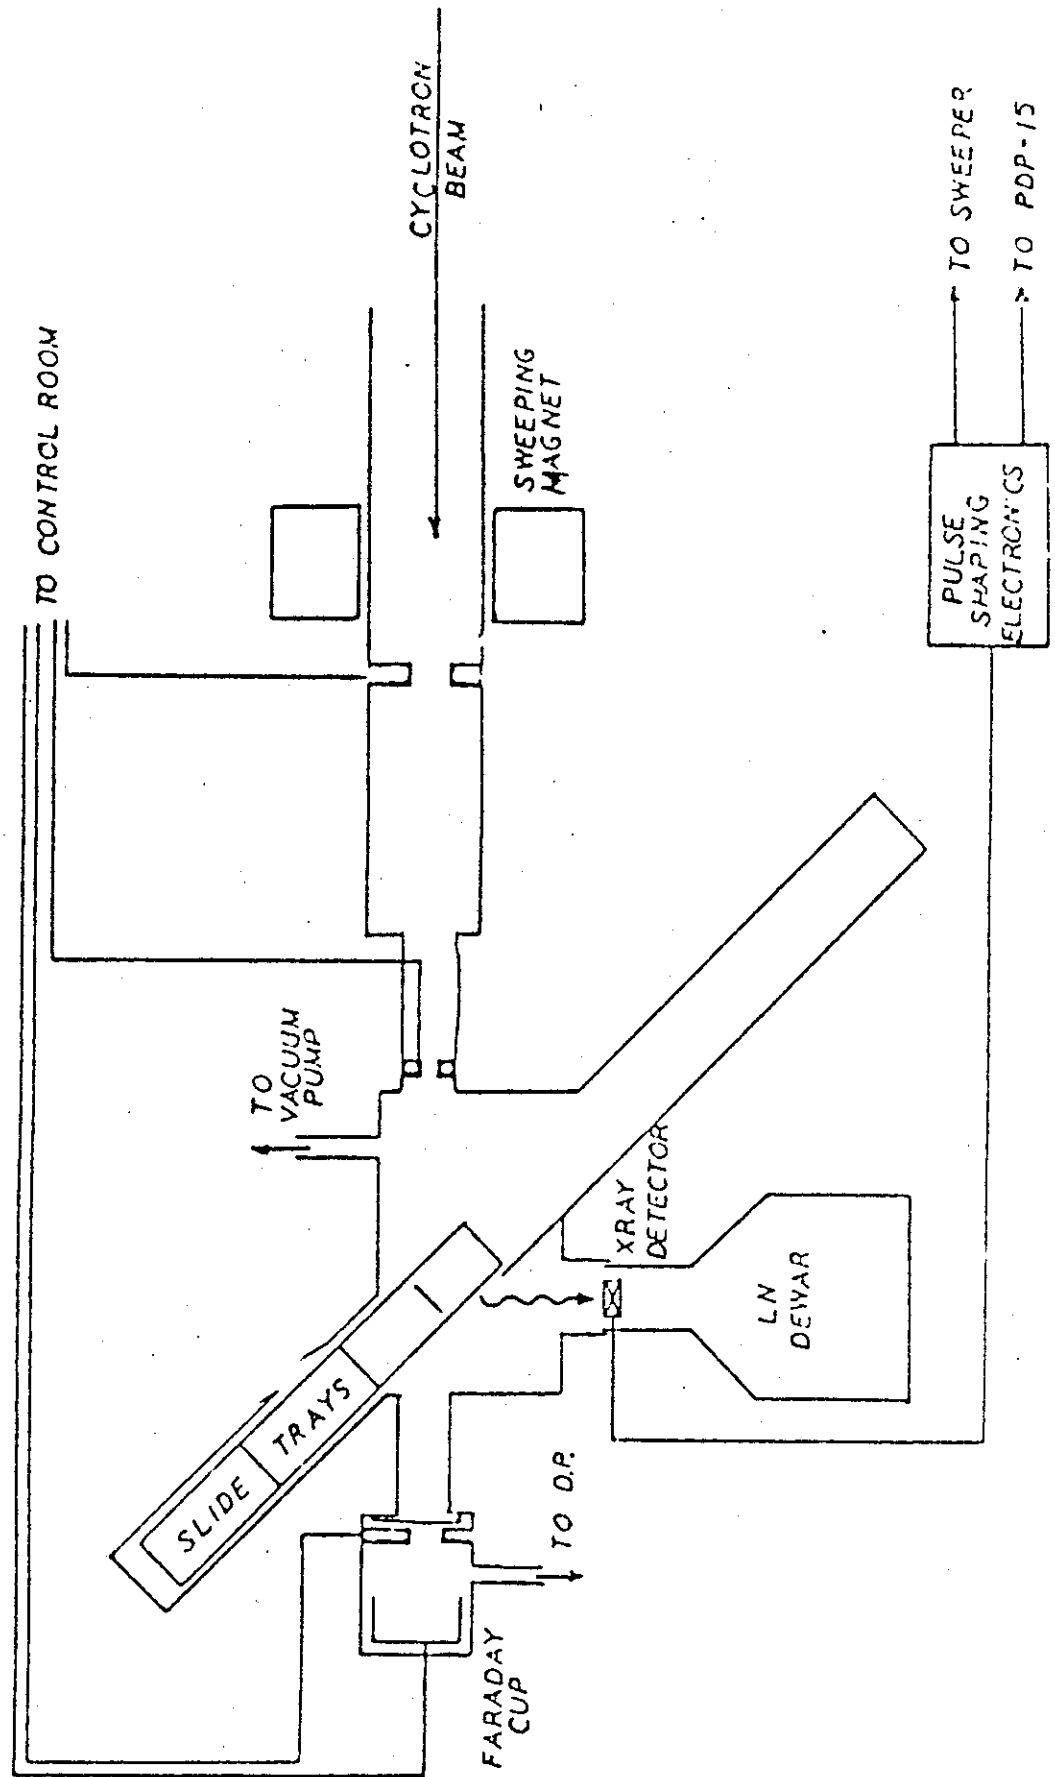 TO CONTROL ROOM
CYCLOTRON
BEAM
SWEEPING
MAGNET
TO
VACUUM
PUMP
SLIDE
TRAYS
XRAY
DETECTOR
LN
DEWAR
FARADAY
CUP
TO D.P.
PULSE
SHAPING
ELECTRONICS
TO SWEEPER
TO PDP-15